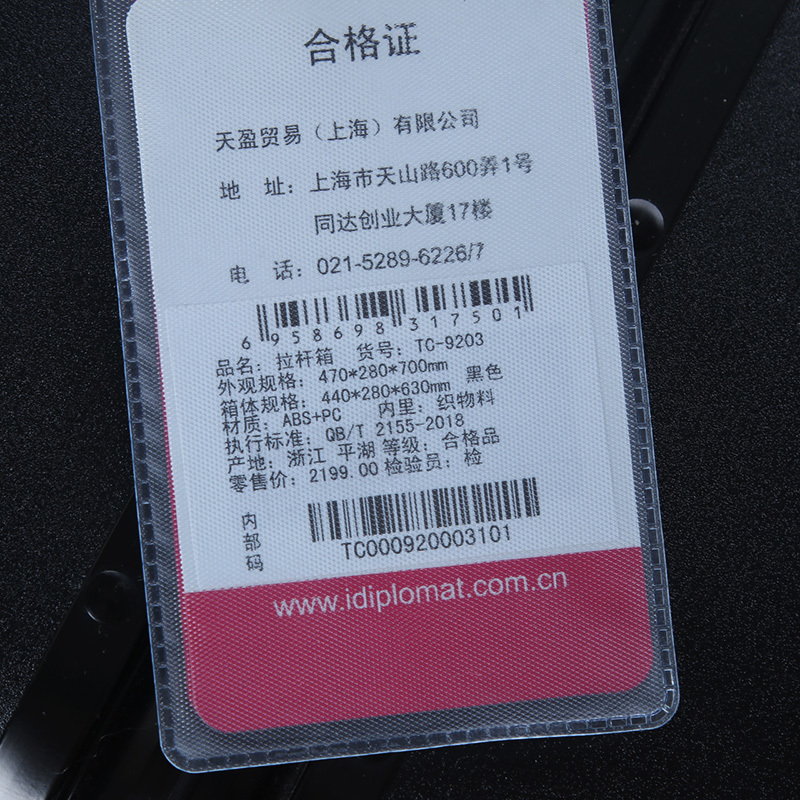 合格证
天盈贸易（上海）有限公司
地 址：上海市天山路600弄1号
同达创业大厦17楼
电 话：021-5289-6226/7
6 958698 317501
品名：拉杆箱 货号：TC-9203
外观规格：470*280*700mm
箱体规格：440*280*630mm 黑色
材质：ABS+PC 内里：织物料
执行标准：QB/T 2155-2018
产地：浙江 平湖 等级：合格品
零售价：2199.00 检验员：检
内部码
TC000920003101
www.idiplomat.com.cn